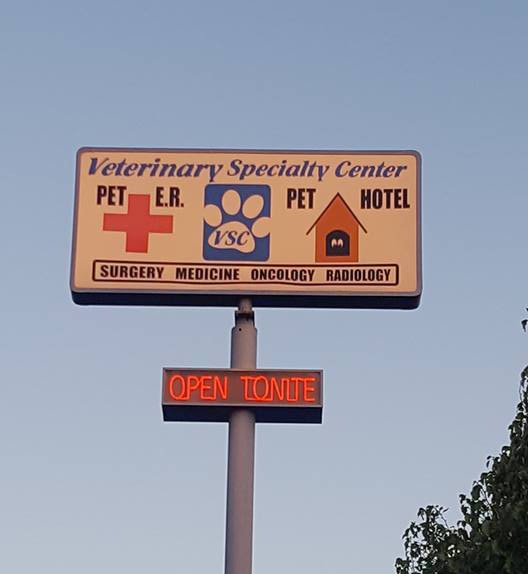 Veterinary Specialty Center
PET E.R. PET HOTEL
VSC
SURGERY MEDICINE ONCOLOGY RADIOLOGY
OPEN TONITE